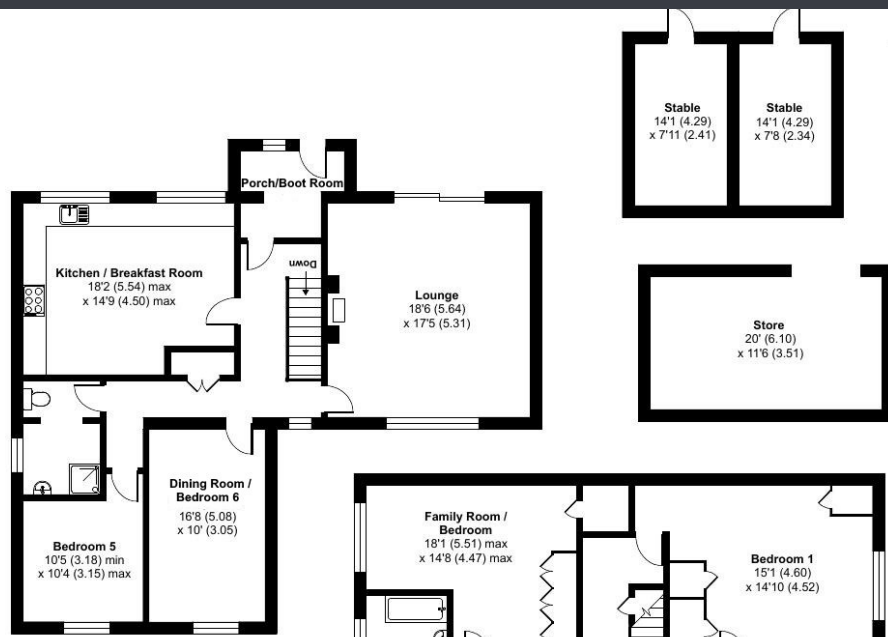 Stable
14'1 (4.29)
x 7'11 (2.41)
Stable
14'1 (4.29)
x 7'8 (2.34)
Porch/Boot Room
Kitchen / Breakfast Room
18'2 (5.54) max
x 14'9 (4.50) max
Down
Lounge
18'6 (5.64)
x 17'5 (5.31)
Store
20' (6.10)
x 11'6 (3.51)
Dining Room /
Bedroom 6
16'8 (5.08)
x 10' (3.05)
Bedroom 5
10'5 (3.18) min
x 10'4 (3.15) max
Family Room /
Bedroom
18'1 (5.51) max
x 14'8 (4.47) max
Bedroom 1
15'1 (4.60)
x 14'10 (4.52)